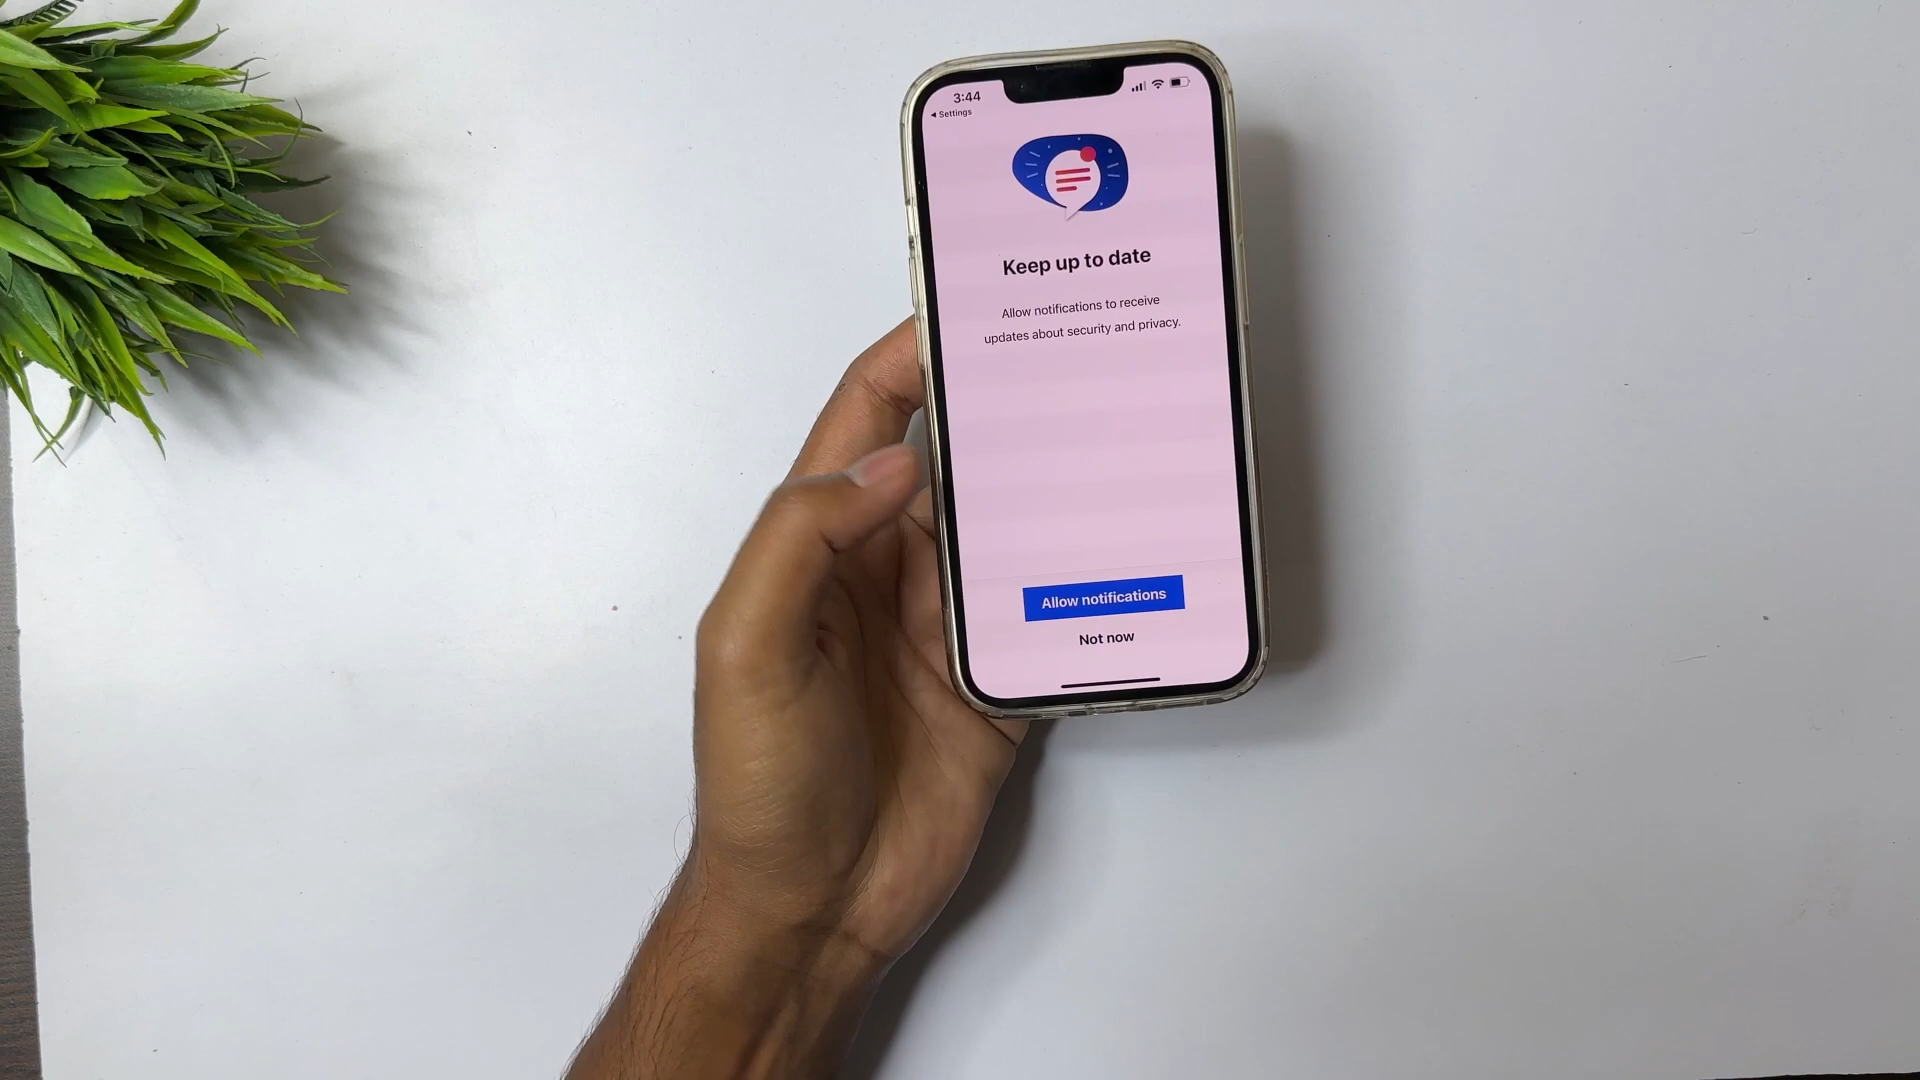 3:44
◀ Settings
Keep up to date
Allow notifications to receive
updates about security and privacy.
Allow notifications
Not now